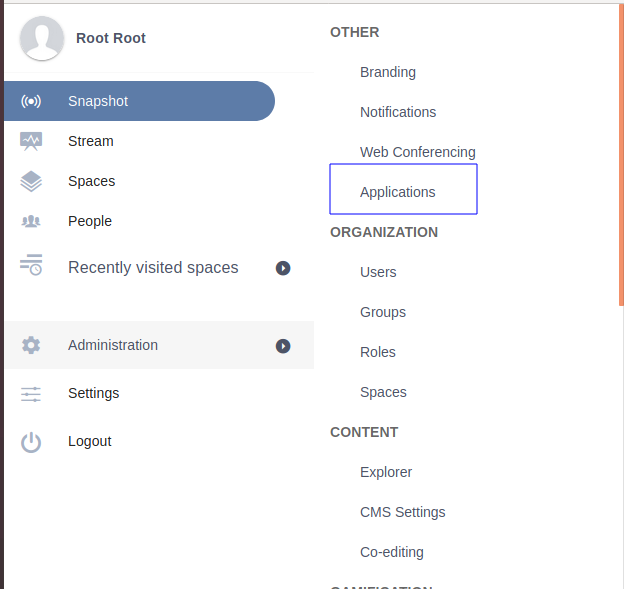 Root Root
Snapshot
Stream
Spaces
People
Recently visited spaces
Administration
Settings
Logout
OTHER
Branding
Notifications
Web Conferencing
Applications
ORGANIZATION
Users
Groups
Roles
Spaces
CONTENT
Explorer
CMS Settings
Co-editing
GAMIFICATION